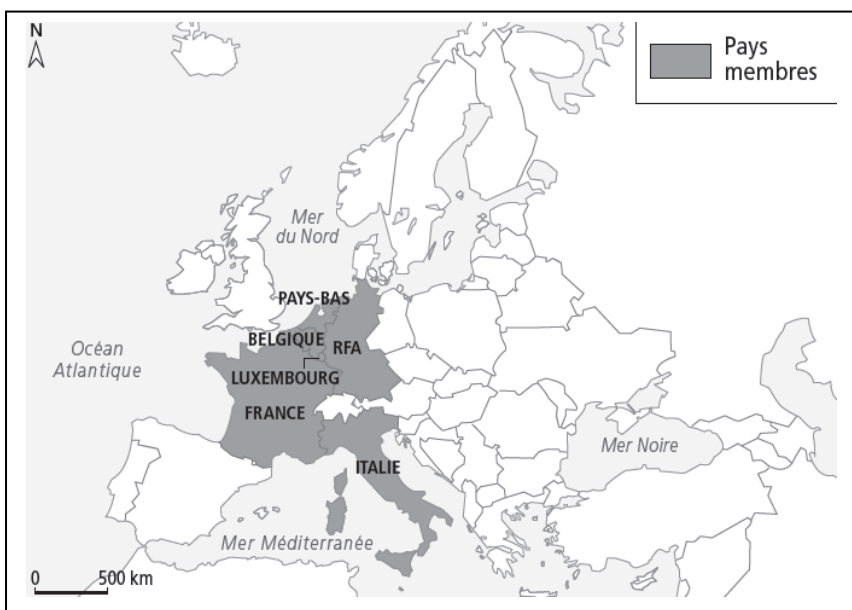 N
Pays
membres
Mer
du Nord
PAYS-BAS
BELGIQUE
RFA
Océan
Atlantique
LUXEMBOURG
FRANCE
Mer Noire
ITALIE
Mer Méditerranée
0 500 km